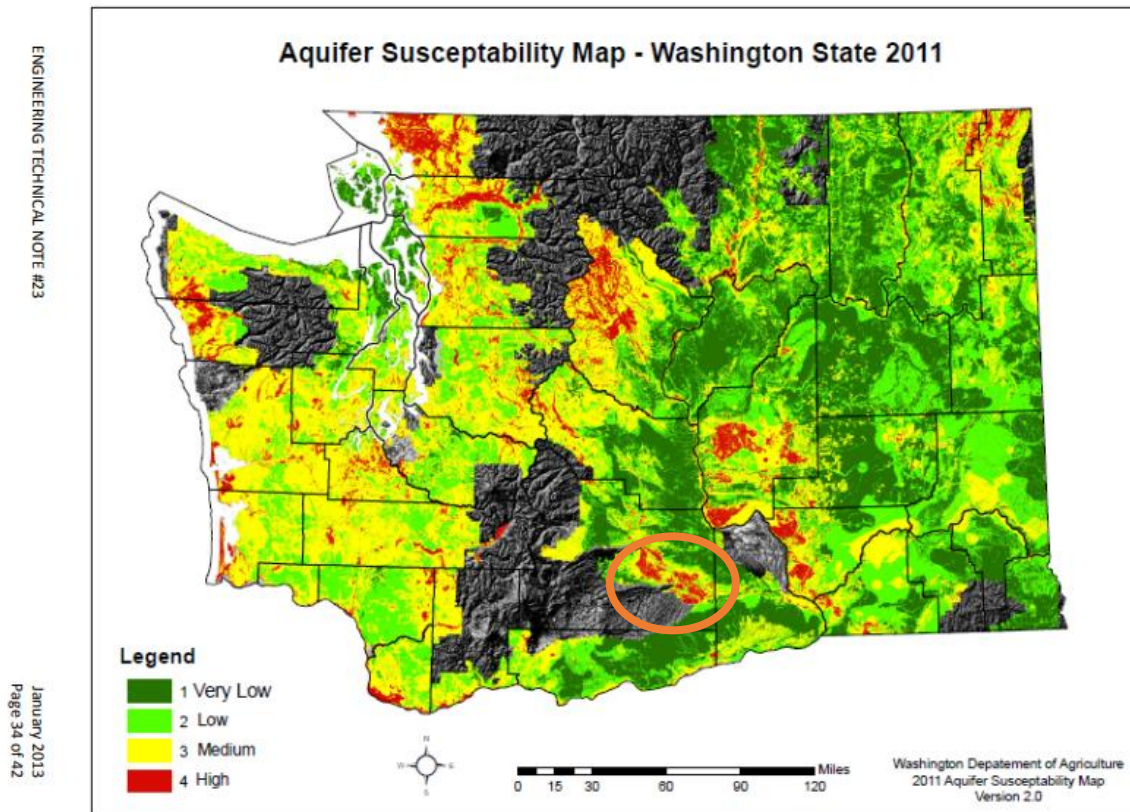 ENGINEERING TECHNICAL NOTE #23
Aquifer Susceptability Map - Washington State 2011
Legend
1 Very Low
2 Low
3 Medium
4 High
N
W
E
S
Miles
0 15 30 60 90 120
Washington Depatement of Agriculture
2011 Aquifer Susceptability Map
Version 2.0
January 2013
Page 34 of 42